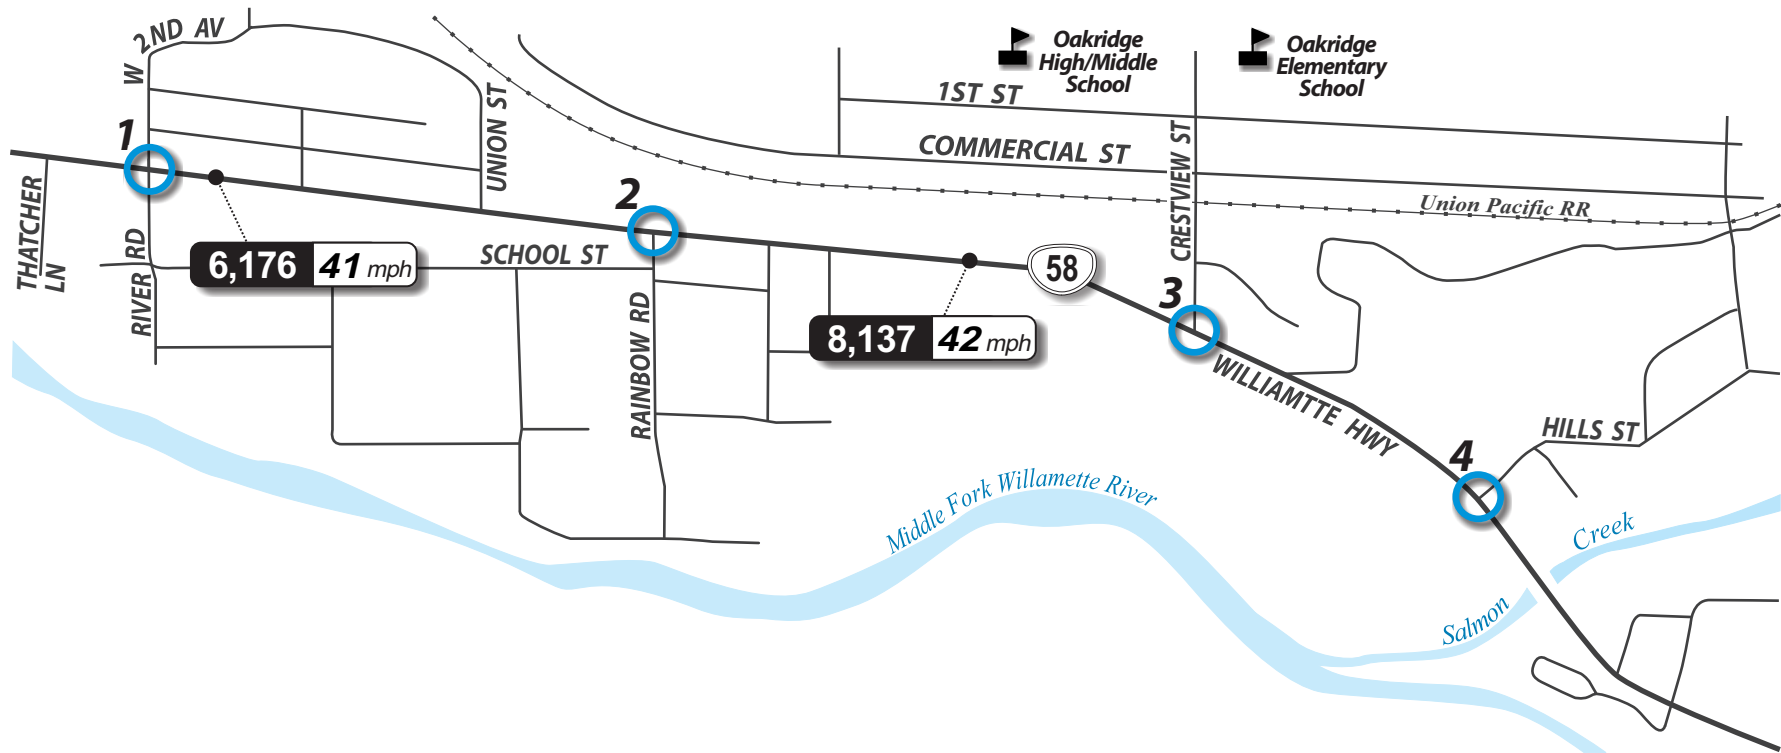 2ND AV
W
Oakridge
High/Middle
School
Oakridge
Elementary
School
1ST ST
COMMERCIAL ST
UNION ST
CRESTVIEW ST
1
2
Union Pacific RR
THATCHER
LN
RIVER RD
6,176 41 mph
SCHOOL ST
58
3
RAINBOW RD
8,137 42 mph
WILLIAMTTE HWY
HILLS ST
4
Middle Fork Willamette River
Creek
Salmon